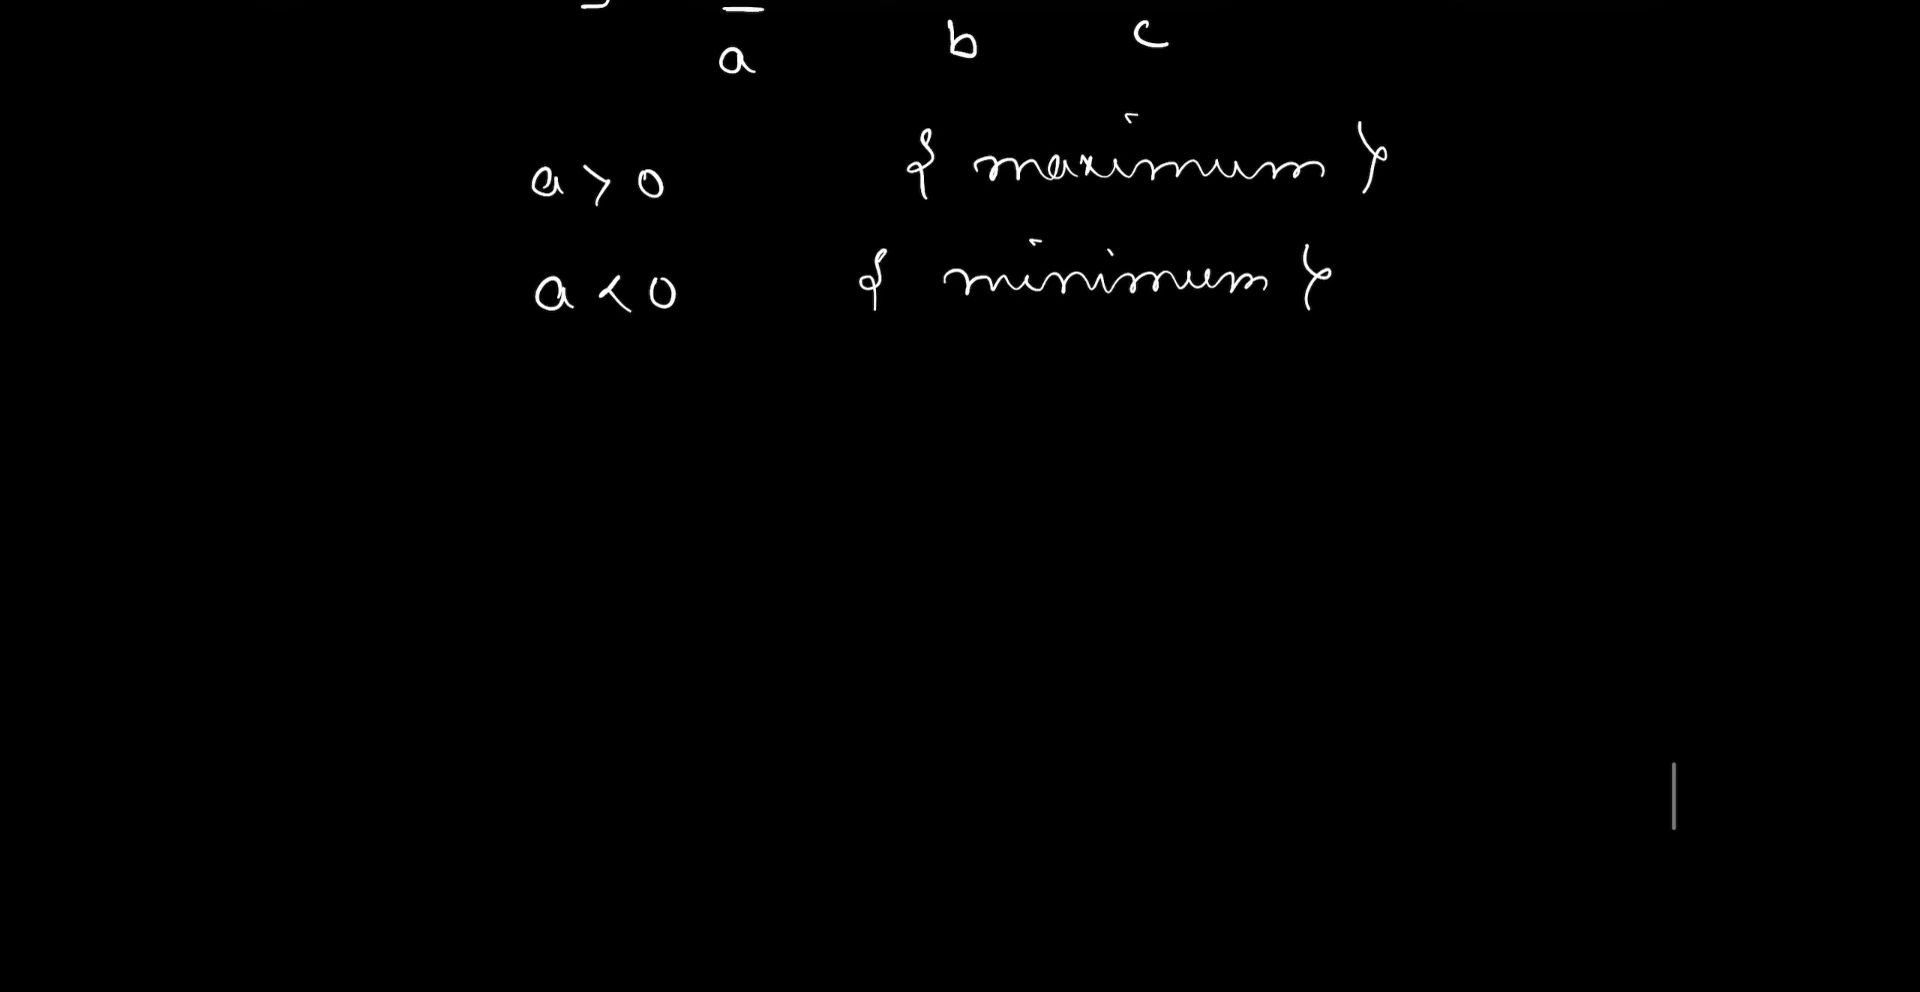 a b c
a > 0 { maximum }
a < 0 { minimum }